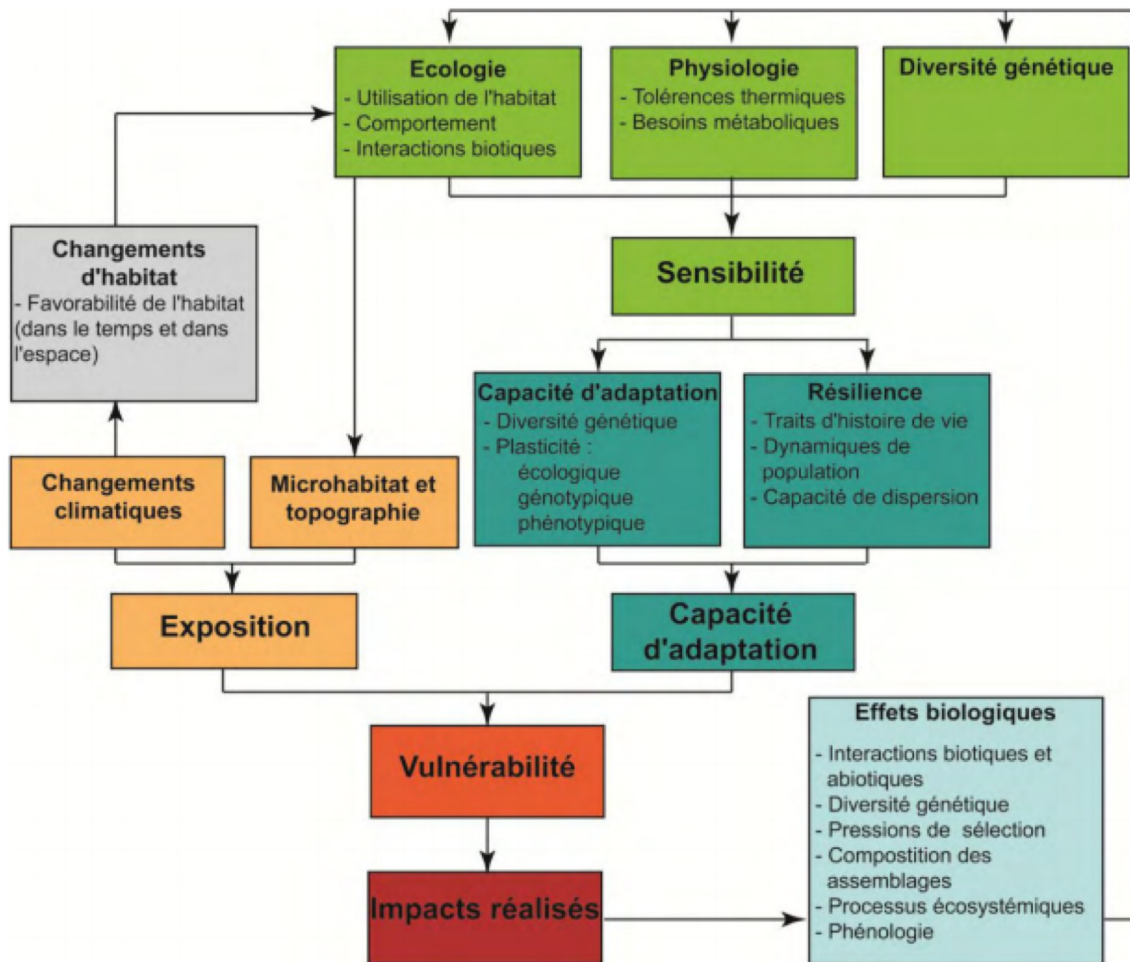 Ecologie
- Utilisation de l'habitat
- Comportement
- Interactions biotiques
Physiologie
- Tolérences thermiques
- Besoins métaboliques
Diversité génétique
Changements
d'habitat
- Favorabilité de l'habitat
(dans le temps et dans
l'espace)
Sensibilité
Capacité d'adaptation
- Diversité génétique
- Plasticité :
écologique
génotypique
phénotypique
Résilience
- Traits d'histoire de vie
- Dynamiques de
population
- Capacité de dispersion
Changements
climatiques
Microhabitat et
topographie
Exposition
Capacité
d'adaptation
Vulnérabilité
Effets biologiques
- Interactions biotiques et
abiotiques
- Diversité génétique
- Pressions de sélection
- Compostition des
assemblages
- Processus écosystémiques
- Phénologie
Impacts réalisés